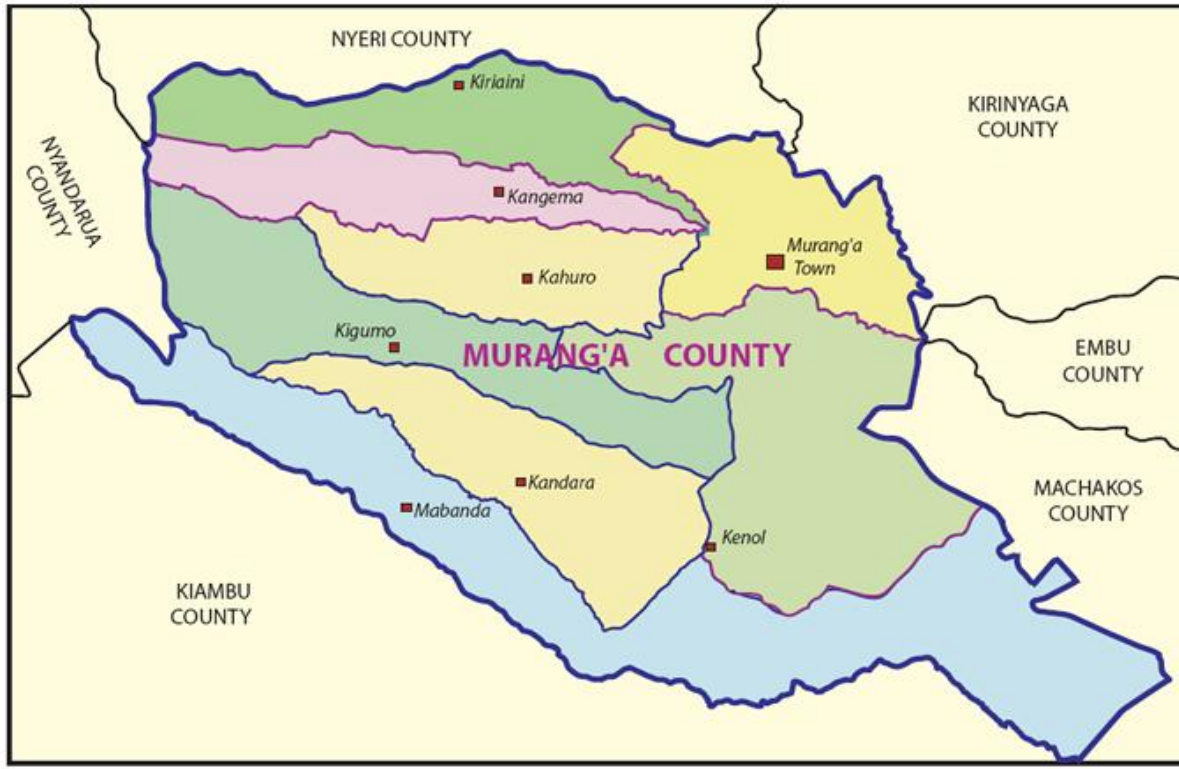 NYERI COUNTY
Kiriaini
KIRINYAGA
COUNTY
NYANDARUA
COUNTY
Kangema
Murang'a
Town
Kahuro
Kigumo
MURANG'A COUNTY
EMBU
COUNTY
Kandara
Mabanda
MACHAKOS
COUNTY
Kenol
KIAMBU
COUNTY